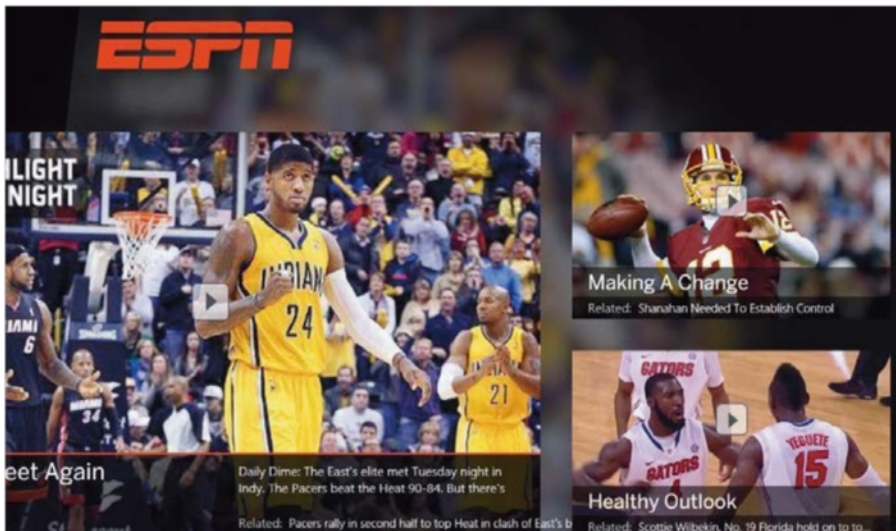 ESPN
NIGHT
MIAMI
6
SPALDING
34
24
21
eet Again
Daily Dime: The East's elite met Tuesday night in
Indy. The Pacers beat the Heat 90-84. But there's
Related: Pacers rally in second half to top Heat in clash of East's b
12
Making A Change
Related: Shanahan Needed To Establish Control
GATORS
GATORS
YEGUETE
15
Healthy Outlook
Related: Scottie Wilbekin, No. 19 Florida hold on to to...